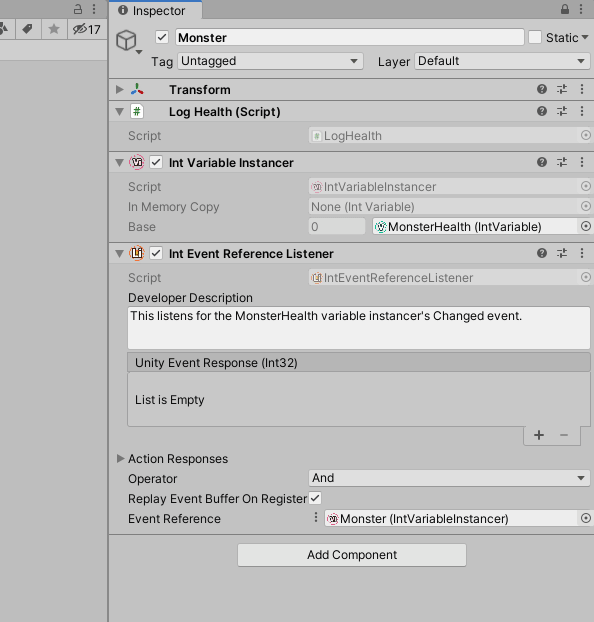 17
Inspector
Monster
Static
Tag Untagged Layer Default
Transform
# Log Health (Script)
Script # LogHealth
Vi Int Variable Instancer
Script IntVariableInstancer
In Memory Copy None (Int Variable)
Base 0 MonsterHealth (IntVariable)
Li Int Event Reference Listener
Script IntEventReferenceListener
Developer Description
This listens for the MonsterHealth variable instancer's Changed event.
Unity Event Response (Int32)
List is Empty
+ −
Action Responses
Operator And
Replay Event Buffer On Register
Event Reference Monster (IntVariableInstancer)
Add Component